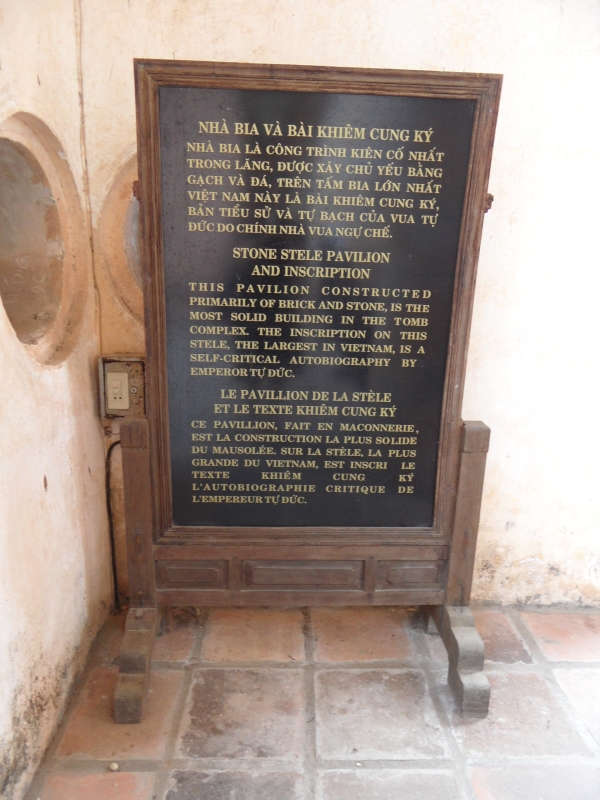 NHÀ BIA VÀ BÀI KHIÊM CUNG KÝ
NHÀ BIA LÀ CÔNG TRÌNH KIÊN CỐ NHẤT
TRONG LĂNG, ĐƯỢC XÂY CHỦ YẾU BẰNG
GẠCH VÀ ĐÁ, TRÊN TẤM BIA LỚN NHẤT
VIỆT NAM NÀY LÀ BÀI KHIÊM CUNG KÝ,
BẢN TIỂU SỬ VÀ TỰ BẠCH CỦA VUA TỰ
ĐỨC DO CHÍNH NHÀ VUA NGỰ CHẾ.
STONE STELE PAVILION
AND INSCRIPTION
THIS PAVILION CONSTRUCTED
PRIMARILY OF BRICK AND STONE, IS THE
MOST SOLID BUILDING IN THE TOMB
COMPLEX. THE INSCRIPTION ON THIS
STELE, THE LARGEST IN VIETNAM, IS A
SELF-CRITICAL AUTOBIOGRAPHY BY
EMPEROR TỰ ĐỨC.
LE PAVILLION DE LA STÈLE
ET LE TEXTE KHIÊM CUNG KÝ
CE PAVILLION, FAIT EN MACONNERIE,
EST LA CONSTRUCTION LA PLUS SOLIDE
DU MAUSOLÉE. SUR LA STÈLE, LA PLUS
GRANDE DU VIETNAM, EST INSCRI LE
TEXTE KHIÊM CUNG KÝ
L'AUTOBIOGRAPHIE CRITIQUE DE
L'EMPEREUR TỰ ĐỨC.